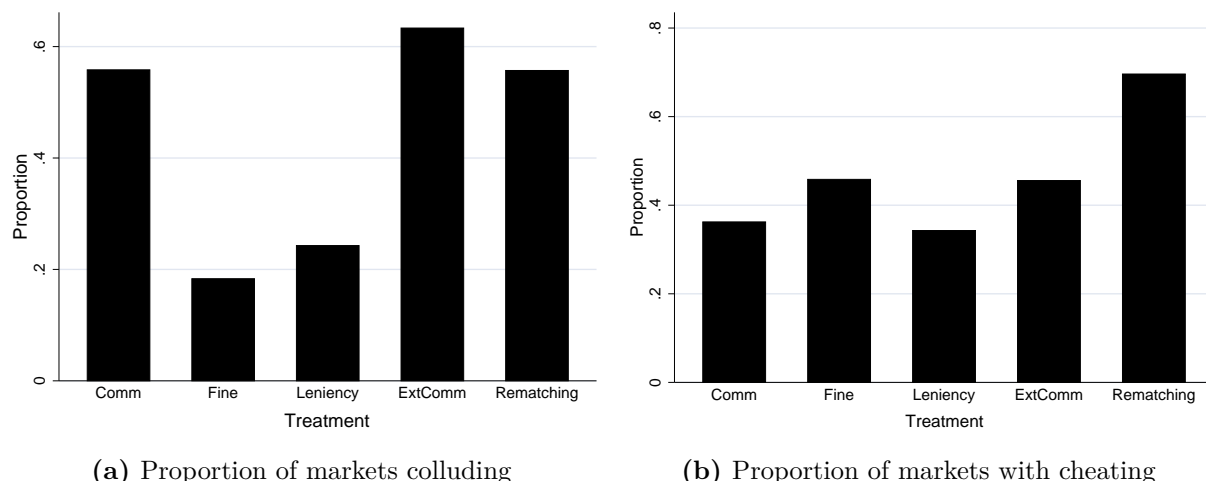 .6
.4
.2
0
Proportion
Comm Fine Leniency ExtComm Rematching
Treatment
(a) Proportion of markets colluding
.8
.6
.4
.2
0
Proportion
Comm Fine Leniency ExtComm Rematching
Treatment
(b) Proportion of markets with cheating